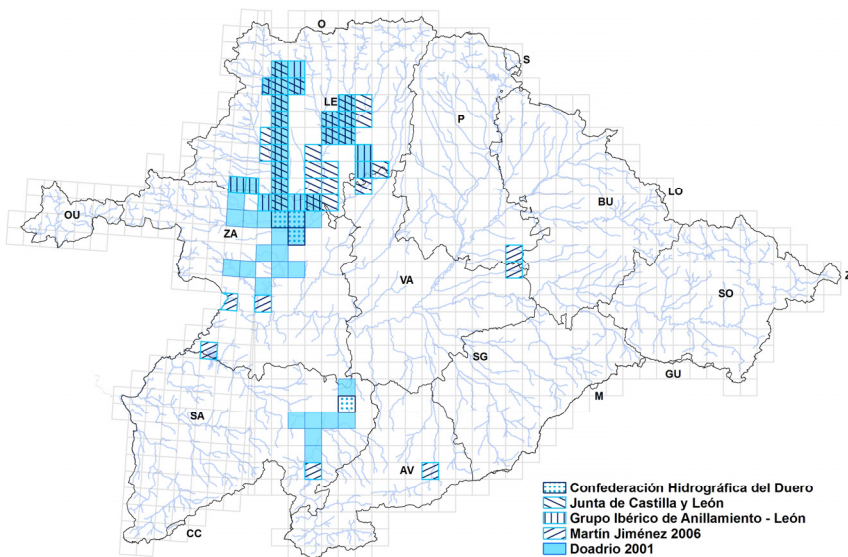 O
S
LE
P
LO
BU
OU
ZA
VA
SO
Z
SG
GU
M
SA
AV
CC
Confederación Hidrográfica del Duero
Junta de Castilla y León
Grupo Ibérico de Anillamiento - León
Martín Jiménez 2006
Doadrio 2001